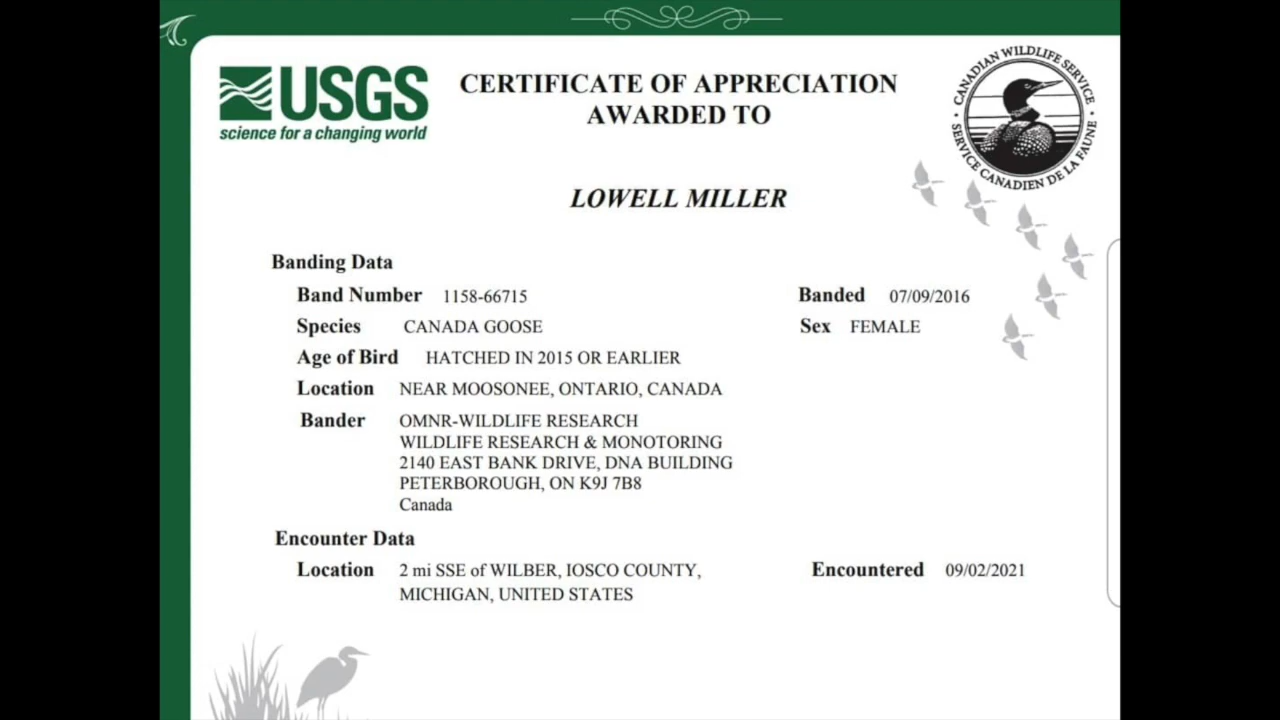 USGS
science for a changing world
CERTIFICATE OF APPRECIATION
AWARDED TO
CANADIAN WILDLIFE SERVICE
SERVICE CANADIEN DE LA FAUNE
LOWELL MILLER
Banding Data
Band Number 1158-66715 Banded 07/09/2016
Species CANADA GOOSE Sex FEMALE
Age of Bird HATCHED IN 2015 OR EARLIER
Location NEAR MOOSONEE, ONTARIO, CANADA
Bander OMNR-WILDLIFE RESEARCH
WILDLIFE RESEARCH & MONOTORING
2140 EAST BANK DRIVE, DNA BUILDING
PETERBOROUGH, ON K9J 7B8
Canada
Encounter Data
Location 2 mi SSE of WILBER, IOSCO COUNTY, Encountered 09/02/2021
MICHIGAN, UNITED STATES